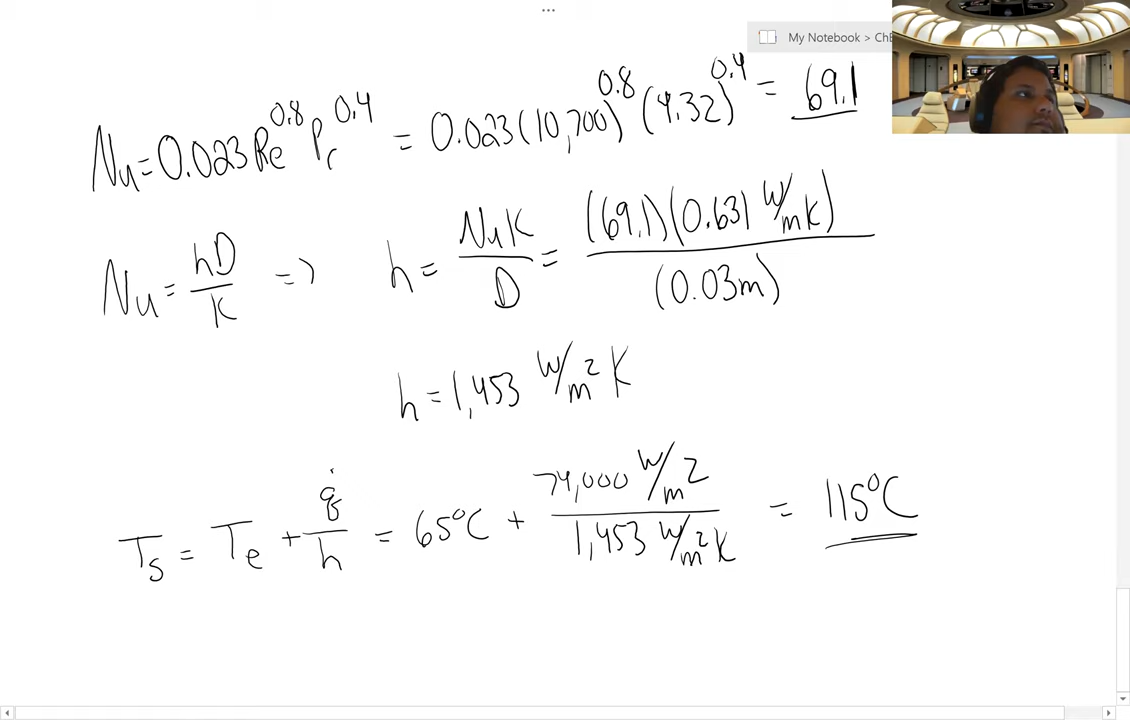 My Notebook > ChE
Nu = 0.023 Re^0.8 Pr^0.4 = 0.023 (10,700)^0.8 (4.32)^0.4 = 69.1
Nu = hD/K => h = NuK/D = (69.1)(0.631 W/mK)/(0.03m)
h = 1,453 W/m²K
Ts = Te + q̇/h = 65°C + 74,000 W/m²/1,453 W/m²K = 115°C